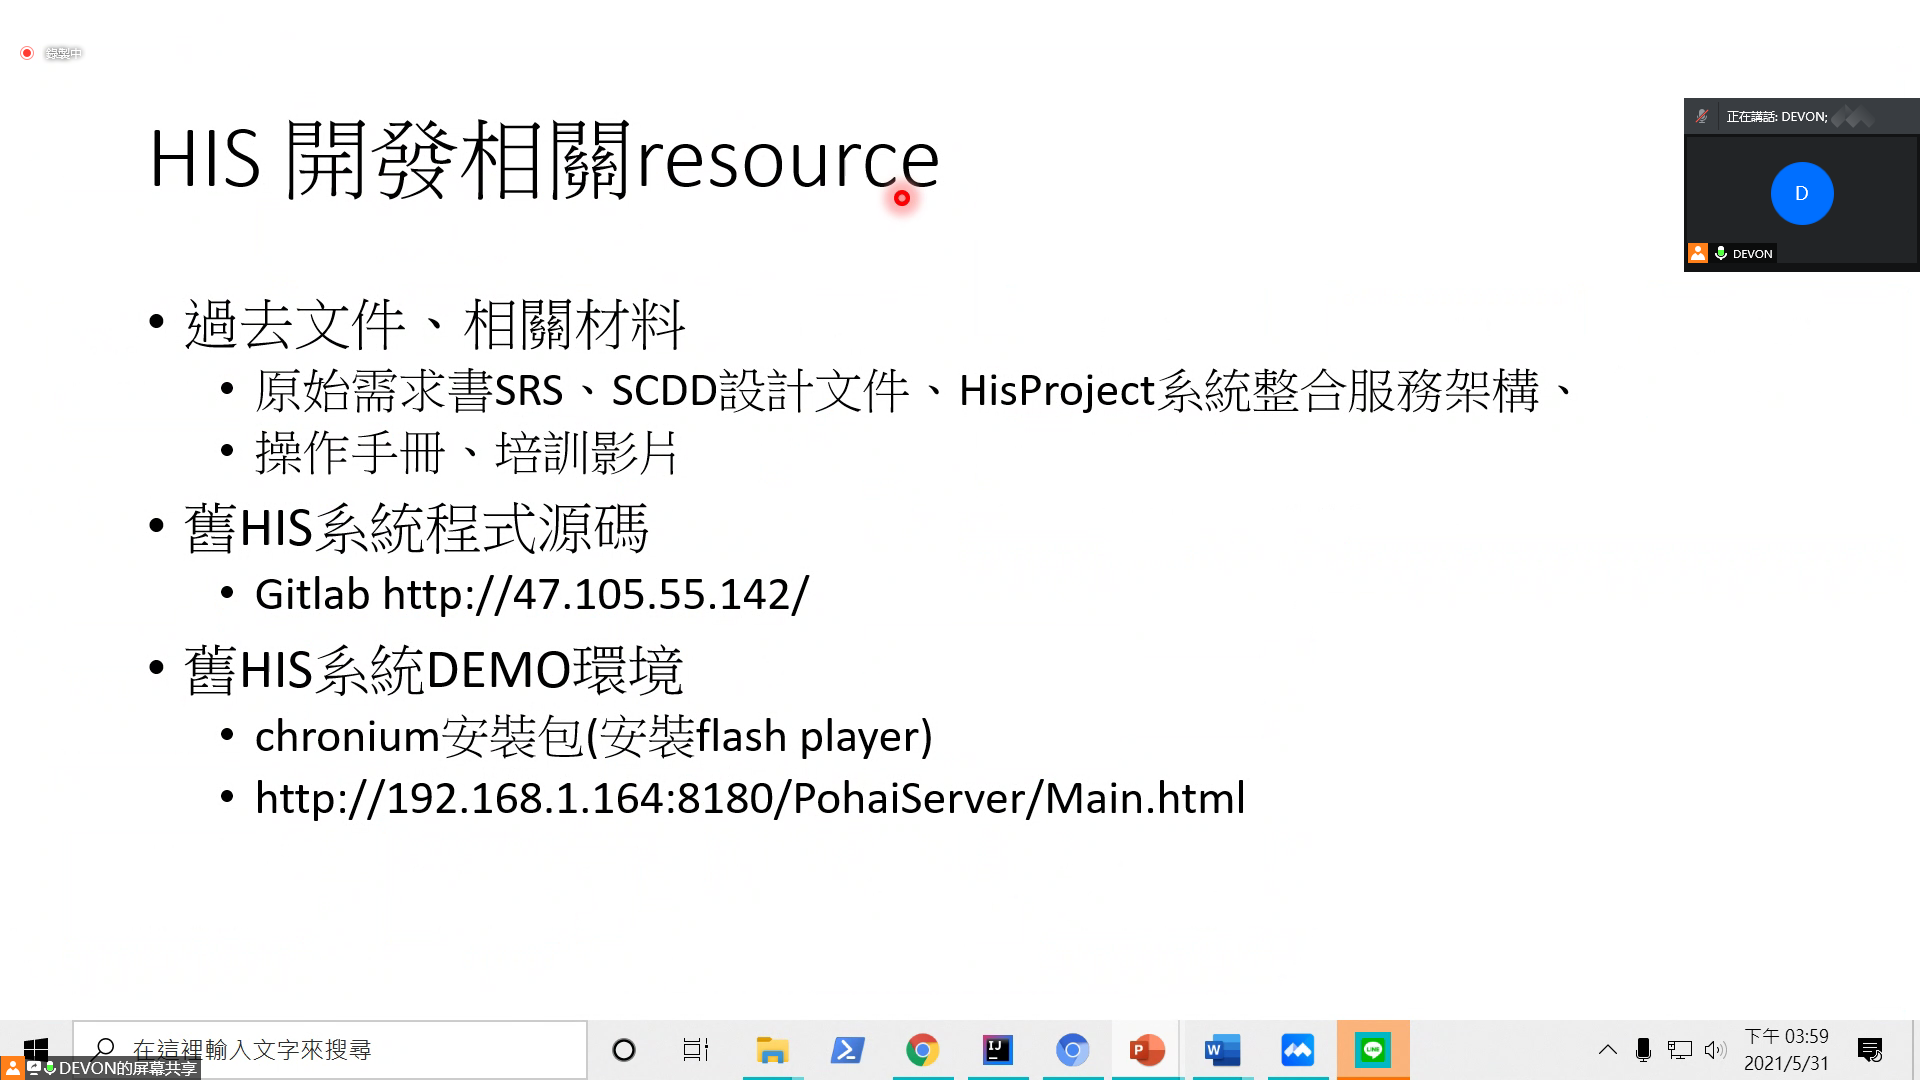 錄製中
HIS 開發相關resource
正在講話: DEVON;
D
DEVON
• 過去文件、相關材料
• 原始需求書SRS、SCDD設計文件、HisProject系統整合服務架構、
• 操作手冊、培訓影片
• 舊HIS系統程式源碼
• Gitlab http://47.105.55.142/
• 舊HIS系統DEMO環境
• chronium安裝包(安裝flash player)
• http://192.168.1.164:8180/PohaiServer/Main.html
在這裡輸入文字來搜尋
下午 03:59
2021/5/31
DEVON的屏幕共享